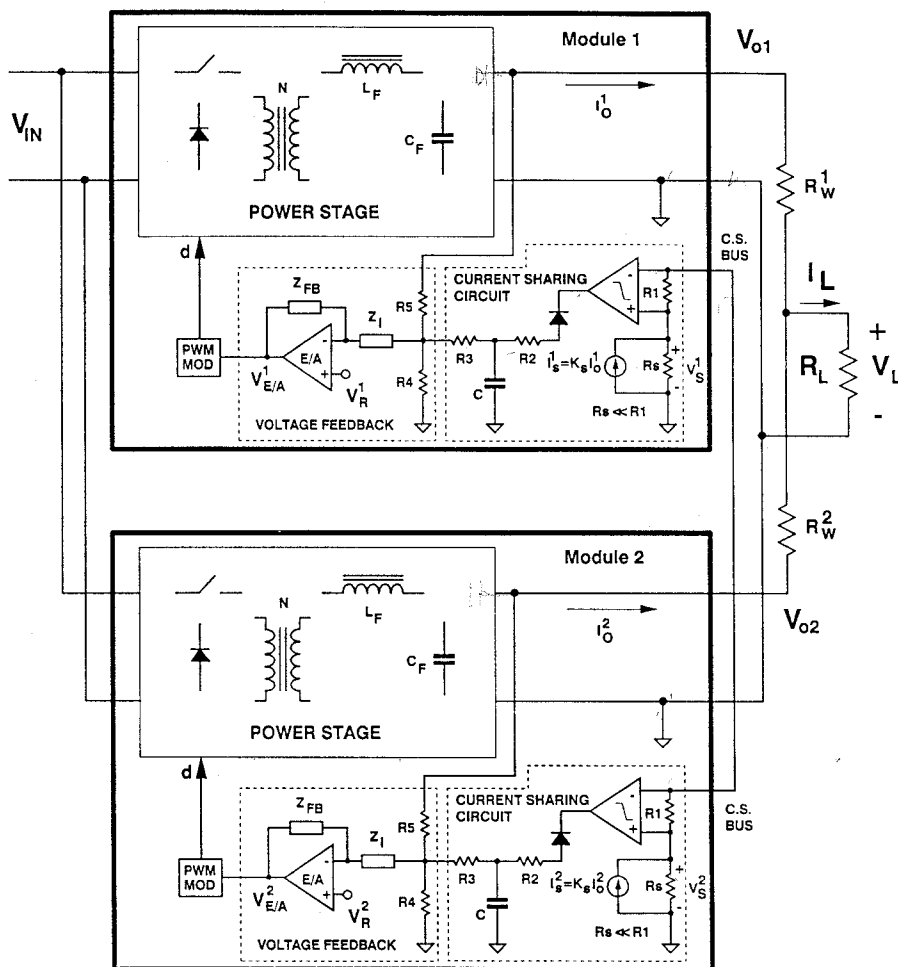 Module 1
V_o1
N
L_F
I_O^1
V_IN
C_F
R_W^1
POWER STAGE
C.S.
BUS
d
CURRENT SHARING
CIRCUIT
I_L
Z_FB
R5
R1
Z_I
+
PWM
MOD
E/A
-
+
R3
R2
-
+
I_S^1=K_S I_O^1
Rs
+
V_S^1
-
R_L
V_L
V_E/A^1
V_R^1
R4
C
Rs ≪ R1
-
VOLTAGE FEEDBACK
R_W^2
Module 2
N
L_F
I_O^2
V_o2
C_F
POWER STAGE
d
CURRENT SHARING
CIRCUIT
C.S.
BUS
Z_FB
R5
R1
Z_I
PWM
MOD
E/A
-
+
R3
R2
-
+
I_S^2=K_S I_O^2
Rs
+
V_S^2
-
V_E/A^2
V_R^2
R4
C
Rs ≪ R1
VOLTAGE FEEDBACK